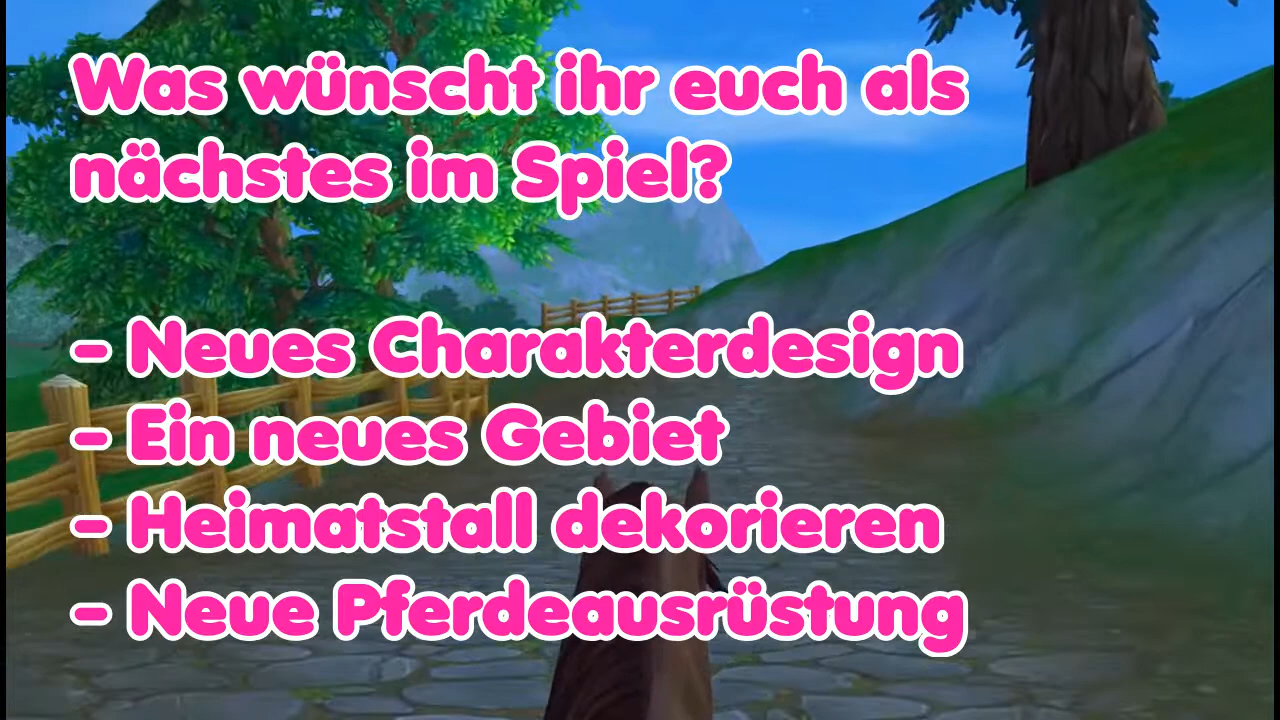 Was wünscht ihr euch als
nächstes im Spiel?
- Neues Charakterdesign
- Ein neues Gebiet
- Heimatstall dekorieren
- Neue Pferdeausrüstung